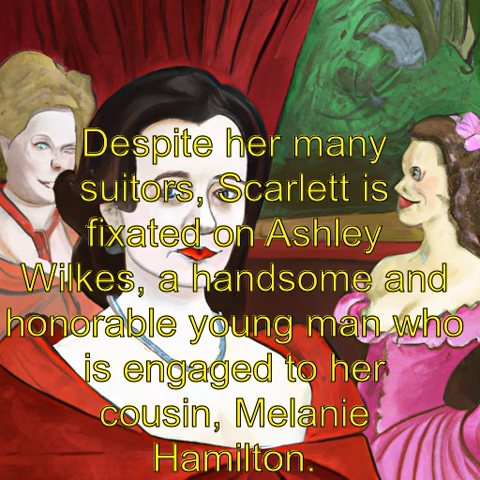 Despite her many
suitors, Scarlett is
fixated on Ashley
Wilkes, a handsome and
honorable young man who
is engaged to her
cousin, Melanie
Hamilton.